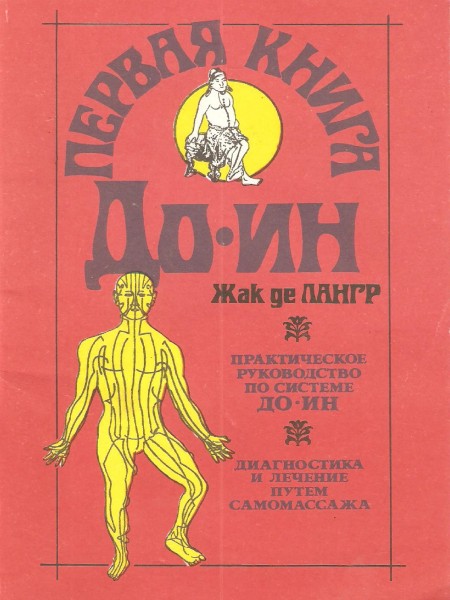 ПЕРВАЯ КНИГА
ДО·ИН
Жак де ЛАНГР
ПРАКТИЧЕСКОЕ
РУКОВОДСТВО
ПО СИСТЕМЕ
ДО·ИН
ДИАГНОСТИКА
И ЛЕЧЕНИЕ
ПУТЕМ
САМОМАССАЖА